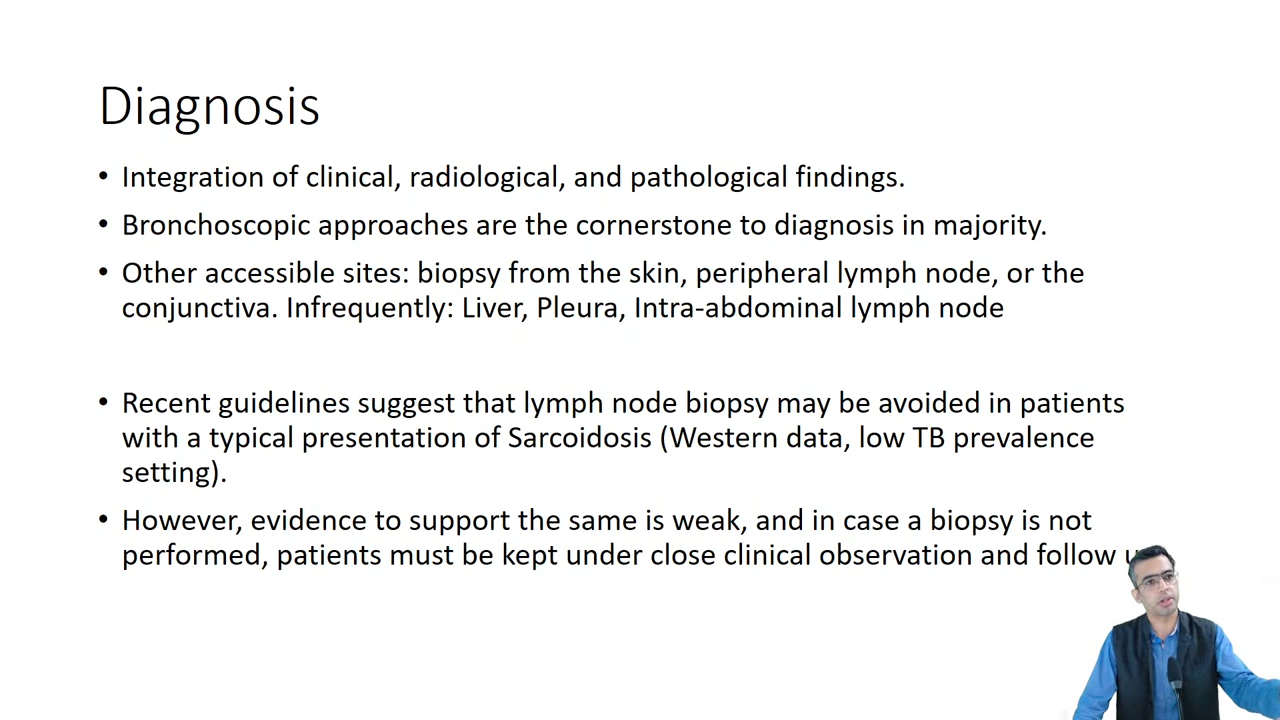 Diagnosis
• Integration of clinical, radiological, and pathological findings.
• Bronchoscopic approaches are the cornerstone to diagnosis in majority.
• Other accessible sites: biopsy from the skin, peripheral lymph node, or the
conjunctiva. Infrequently: Liver, Pleura, Intra-abdominal lymph node
• Recent guidelines suggest that lymph node biopsy may be avoided in patients
with a typical presentation of Sarcoidosis (Western data, low TB prevalence
setting).
• However, evidence to support the same is weak, and in case a biopsy is not
performed, patients must be kept under close clinical observation and follow